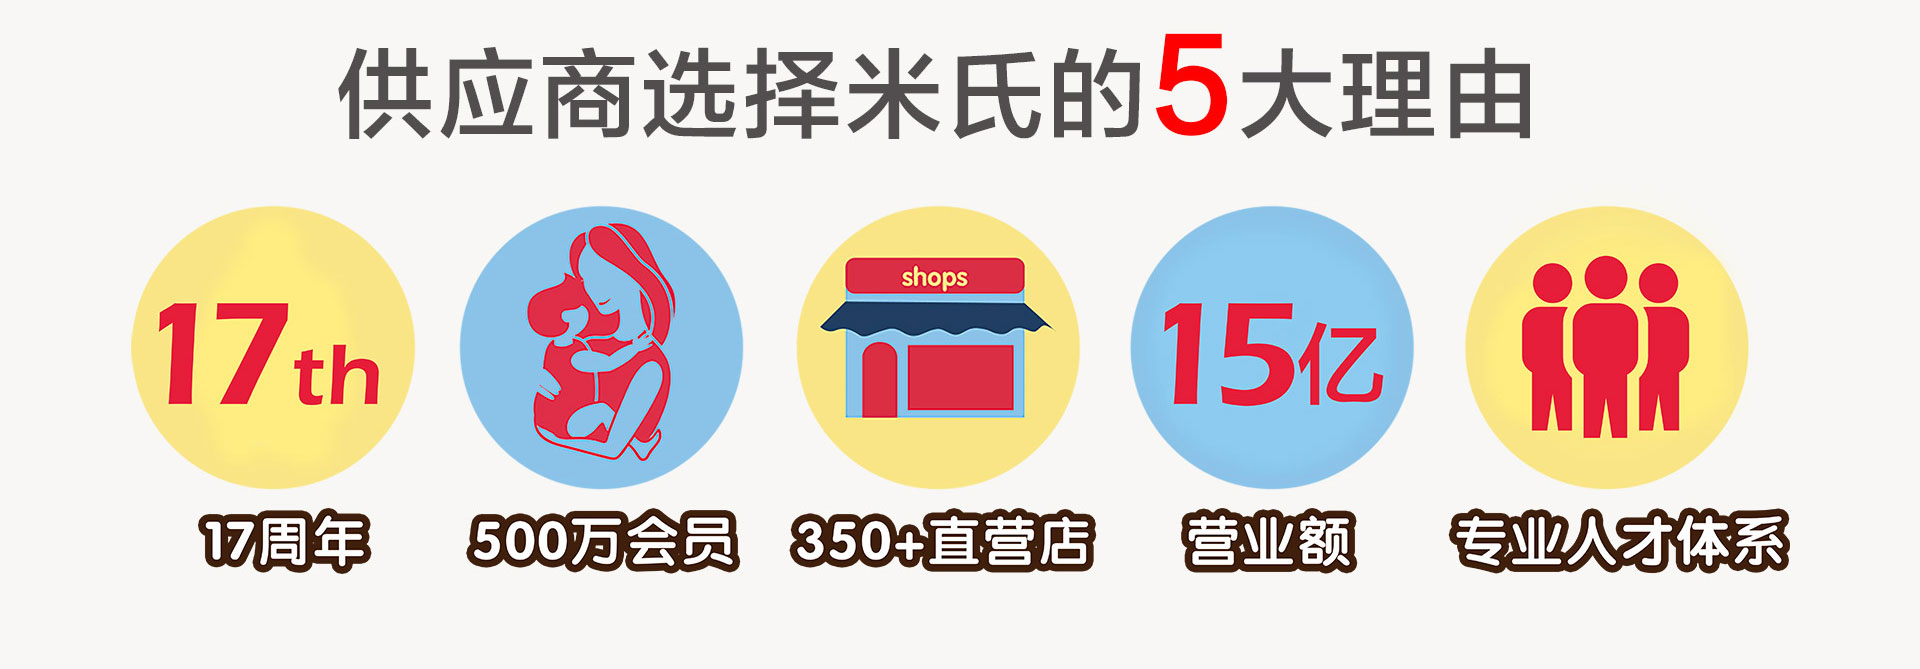 供应商选择米氏的5大理由
17th
shops
15亿
17周年
500万会员
350+直营店
营业额
专业人才体系